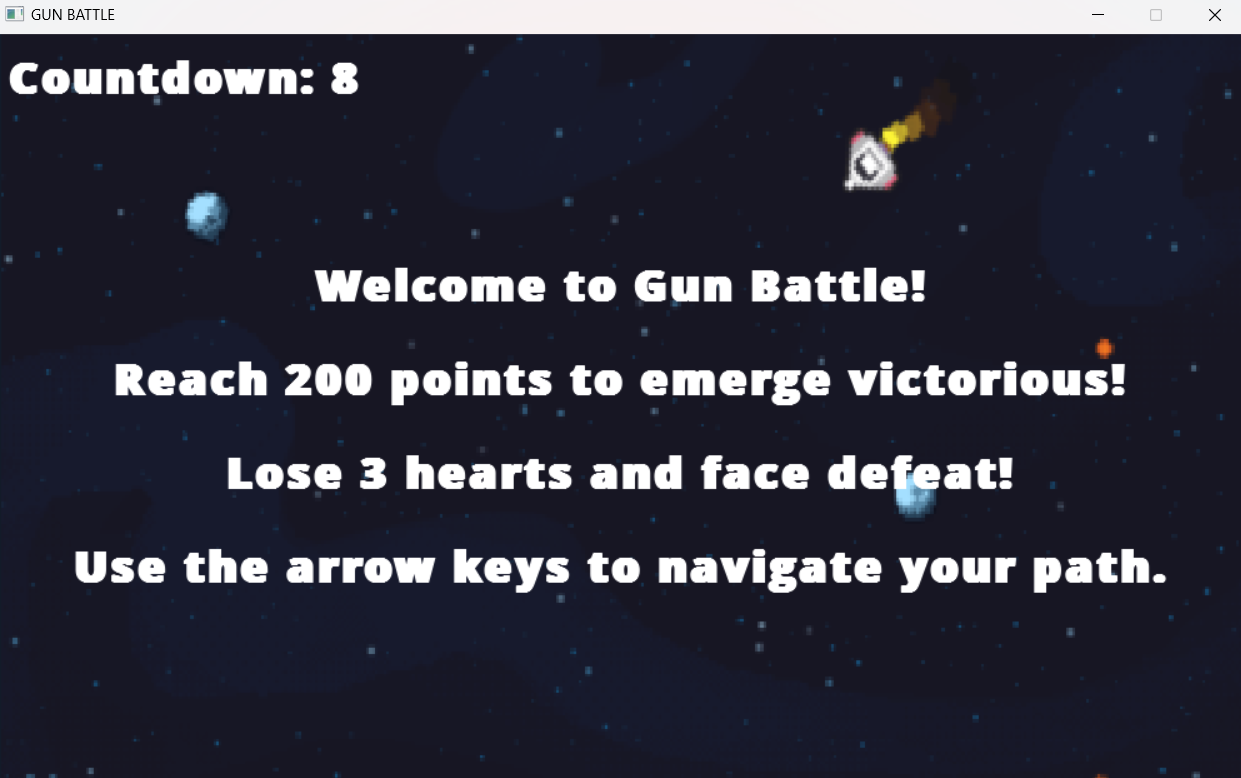 GUN BATTLE
Countdown: 8
Welcome to Gun Battle!
Reach 200 points to emerge victorious!
Lose 3 hearts and face defeat!
Use the arrow keys to navigate your path.